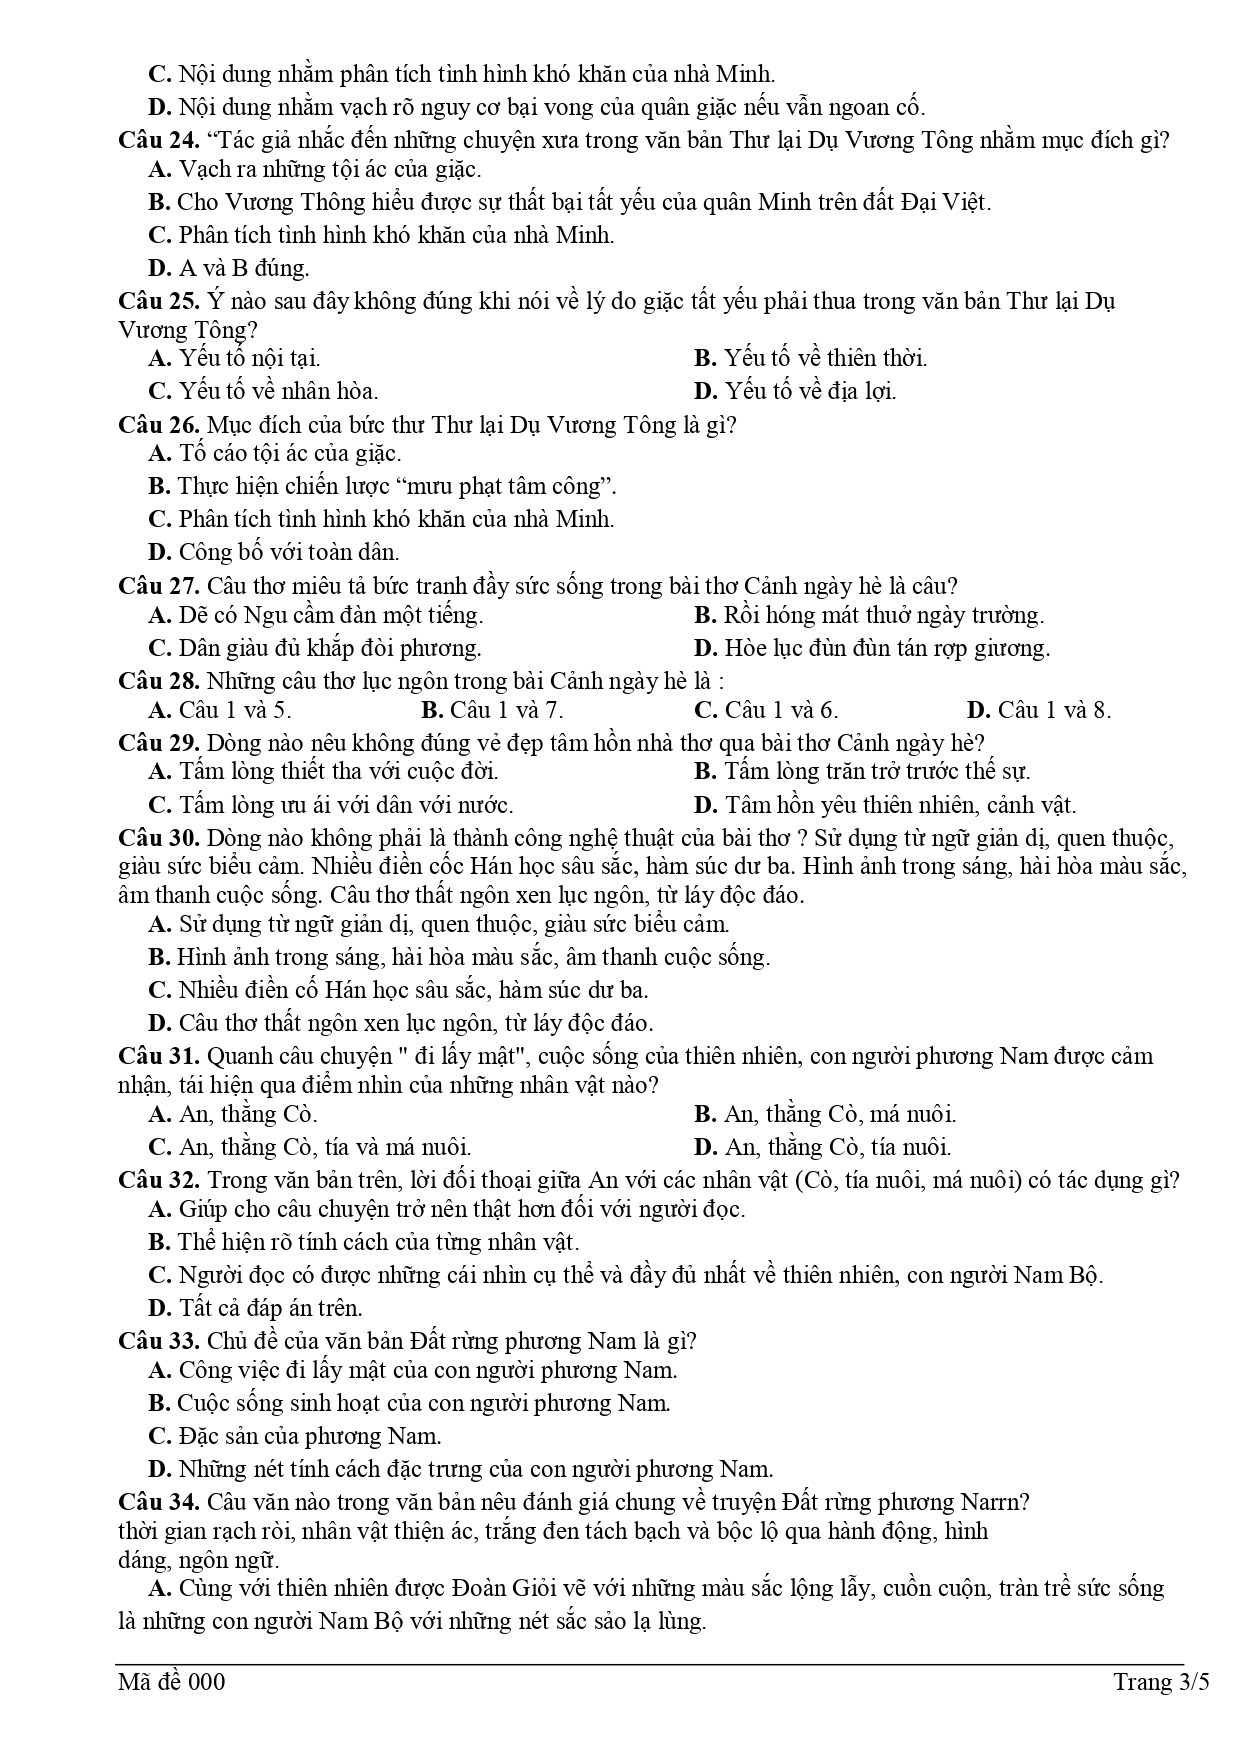 C. Nội dung nhằm phân tích tình hình khó khăn của nhà Minh.
D. Nội dung nhằm vạch rõ nguy cơ bại vong của quân giặc nếu vẫn ngoan cố.
Câu 24. “Tác giả nhắc đến những chuyện xưa trong văn bản Thư lại Dụ Vương Tông nhằm mục đích gì?
A. Vạch ra những tội ác của giặc.
B. Cho Vương Thông hiểu được sự thất bại tất yếu của quân Minh trên đất Đại Việt.
C. Phân tích tình hình khó khăn của nhà Minh.
D. A và B đúng.
Câu 25. Ý nào sau đây không đúng khi nói về lý do giặc tất yếu phải thua trong văn bản Thư lại Dụ
Vương Tông?
A. Yếu tố nội tại. B. Yếu tố về thiên thời.
C. Yếu tố về nhân hòa. D. Yếu tố về địa lợi.
Câu 26. Mục đích của bức thư Thư lại Dụ Vương Tông là gì?
A. Tố cáo tội ác của giặc.
B. Thực hiện chiến lược “mưu phạt tâm công”.
C. Phân tích tình hình khó khăn của nhà Minh.
D. Công bố với toàn dân.
Câu 27. Câu thơ miêu tả bức tranh đầy sức sống trong bài thơ Cảnh ngày hè là câu?
A. Dẽ có Ngu cầm đàn một tiếng. B. Rồi hóng mát thuở ngày trường.
C. Dân giàu đủ khắp đòi phương. D. Hòe lục đùn đùn tán rợp giương.
Câu 28. Những câu thơ lục ngôn trong bài Cảnh ngày hè là :
A. Câu 1 và 5. B. Câu 1 và 7. C. Câu 1 và 6. D. Câu 1 và 8.
Câu 29. Dòng nào nêu không đúng vẻ đẹp tâm hồn nhà thơ qua bài thơ Cảnh ngày hè?
A. Tấm lòng thiết tha với cuộc đời. B. Tấm lòng trăn trở trước thế sự.
C. Tấm lòng ưu ái với dân với nước. D. Tâm hồn yêu thiên nhiên, cảnh vật.
Câu 30. Dòng nào không phải là thành công nghệ thuật của bài thơ ? Sử dụng từ ngữ giản dị, quen thuộc,
giàu sức biểu cảm. Nhiều điền cốc Hán học sâu sắc, hàm súc dư ba. Hình ảnh trong sáng, hài hòa màu sắc,
âm thanh cuộc sống. Câu thơ thất ngôn xen lục ngôn, từ láy độc đáo.
A. Sử dụng từ ngữ giản dị, quen thuộc, giàu sức biểu cảm.
B. Hình ảnh trong sáng, hài hòa màu sắc, âm thanh cuộc sống.
C. Nhiều điền cố Hán học sâu sắc, hàm súc dư ba.
D. Câu thơ thất ngôn xen lục ngôn, từ láy độc đáo.
Câu 31. Quanh câu chuyện " đi lấy mật", cuộc sống của thiên nhiên, con người phương Nam được cảm
nhận, tái hiện qua điểm nhìn của những nhân vật nào?
A. An, thằng Cò. B. An, thằng Cò, má nuôi.
C. An, thằng Cò, tía và má nuôi. D. An, thằng Cò, tía nuôi.
Câu 32. Trong văn bản trên, lời đối thoại giữa An với các nhân vật (Cò, tía nuôi, má nuôi) có tác dụng gì?
A. Giúp cho câu chuyện trở nên thật hơn đối với người đọc.
B. Thể hiện rõ tính cách của từng nhân vật.
C. Người đọc có được những cái nhìn cụ thể và đầy đủ nhất về thiên nhiên, con người Nam Bộ.
D. Tất cả đáp án trên.
Câu 33. Chủ đề của văn bản Đất rừng phương Nam là gì?
A. Công việc đi lấy mật của con người phương Nam.
B. Cuộc sống sinh hoạt của con người phương Nam.
C. Đặc sản của phương Nam.
D. Những nét tính cách đặc trưng của con người phương Nam.
Câu 34. Câu văn nào trong văn bản nêu đánh giá chung về truyện Đất rừng phương Narrn?
thời gian rạch ròi, nhân vật thiện ác, trắng đen tách bạch và bộc lộ qua hành động, hình
dáng, ngôn ngữ.
A. Cùng với thiên nhiên được Đoàn Giỏi vẽ với những màu sắc lộng lẫy, cuồn cuộn, tràn trề sức sống
là những con người Nam Bộ với những nét sắc sảo lạ lùng.
Mã đề 000 Trang 3/5